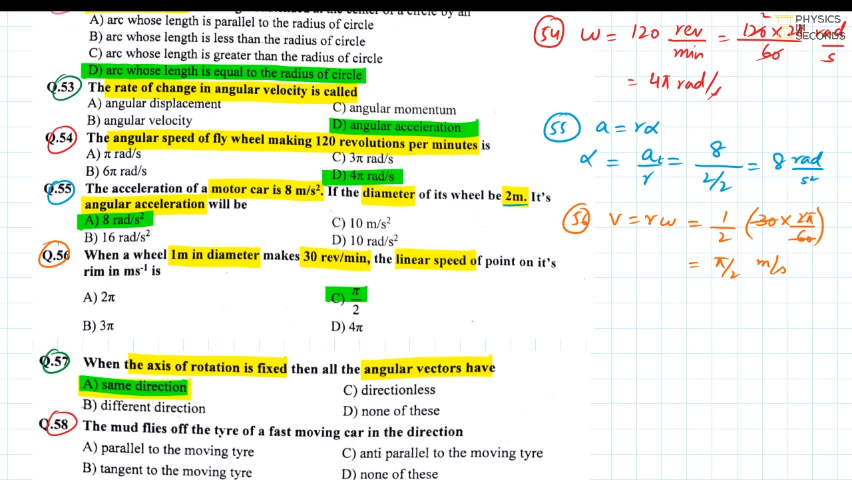 A) arc whose length is parallel to the radius of circle
B) arc whose length is less than the radius of circle
C) arc whose length is greater than the radius of circle
D) arc whose length is equal to the radius of circle
Q.53 The rate of change in angular velocity is called
A) angular displacement C) angular momentum
B) angular velocity D) angular acceleration
Q.54 The angular speed of fly wheel making 120 revolutions per minutes is
A) π rad/s C) 3π rad/s
B) 6π rad/s D) 4π rad/s
Q.55 The acceleration of a motor car is 8 m/s². If the diameter of its wheel be 2m. It's
angular acceleration will be
A) 8 rad/s² C) 10 m/s²
B) 16 rad/s² D) 10 rad/s²
Q.56 When a wheel 1m in diameter makes 30 rev/min, the linear speed of point on it's
rim in ms⁻¹ is
A) 2π C) π/2
B) 3π D) 4π
Q.57 When the axis of rotation is fixed then all the angular vectors have
A) same direction C) directionless
B) different direction D) none of these
Q.58 The mud flies off the tyre of a fast moving car in the direction
A) parallel to the moving tyre C) anti parallel to the moving tyre
B) tangent to the moving tyre D) none of these
PHYSICS
IN SECONDS
54 ω = 120 rev/min = 120 × 2π / 60 rad/s
= 4π rad/s
55 a = rα
α = at/r = 8 / 2/2 = 8 rad/s²
56 v = rω = 1/2 (30 × 2π/60)
= π/2 m/s